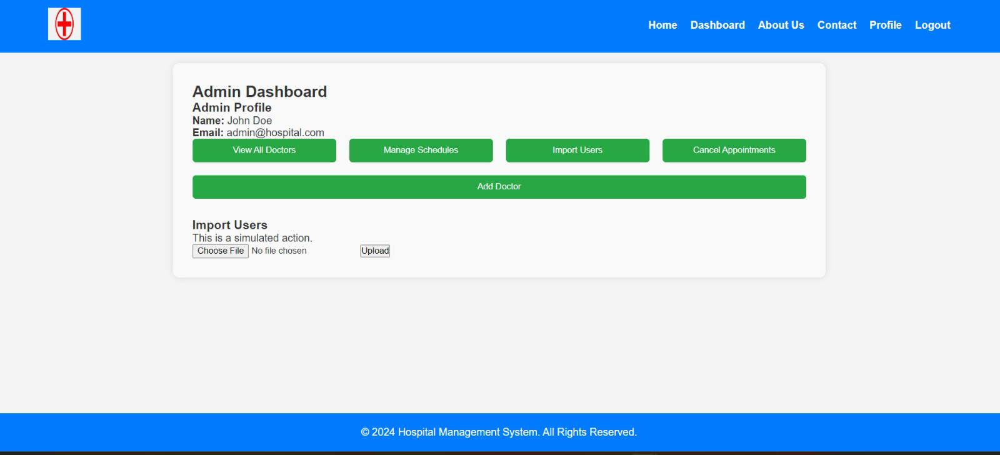 Home Dashboard About Us Contact Profile Logout
Admin Dashboard
Admin Profile
Name: John Doe
Email: admin@hospital.com
View All Doctors Manage Schedules Import Users Cancel Appointments
Add Doctor
Import Users
This is a simulated action.
Choose File No file chosen Upload
© 2024 Hospital Management System. All Rights Reserved.